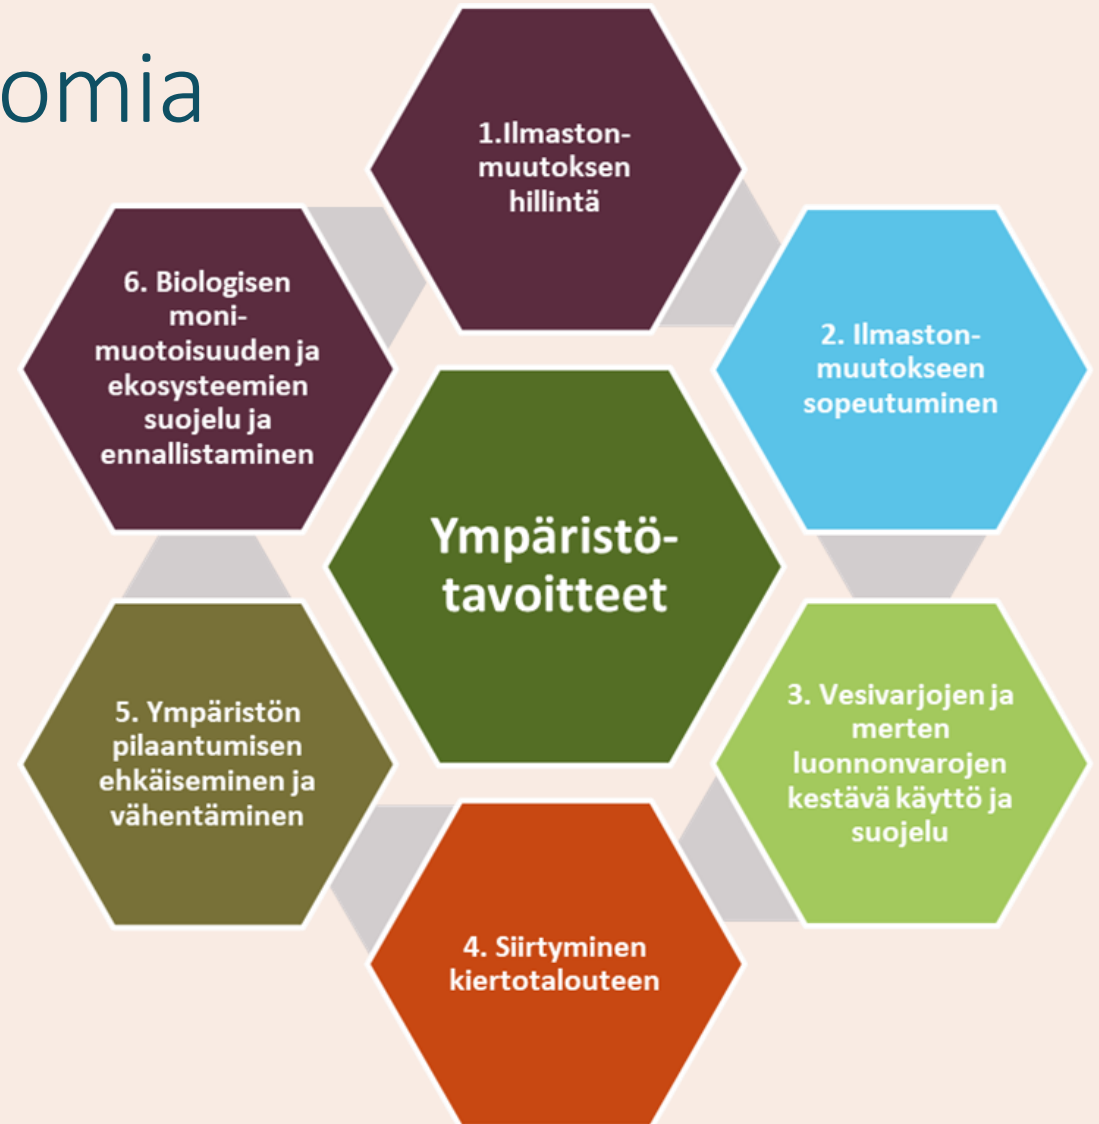 omia
1.Ilmaston-
muutoksen
hillintä
2. Ilmaston-
muutokseen
sopeutuminen
3. Vesivarjojen ja
merten
luonnonvarojen
kestävä käyttö ja
suojelu
4. Siirtyminen
kiertotalouteen
5. Ympäristön
pilaantumisen
ehkäiseminen ja
vähentäminen
6. Biologisen
moni-
muotoisuuden ja
ekosysteemien
suojelu ja
ennallistaminen
Ympäristö-
tavoitteet